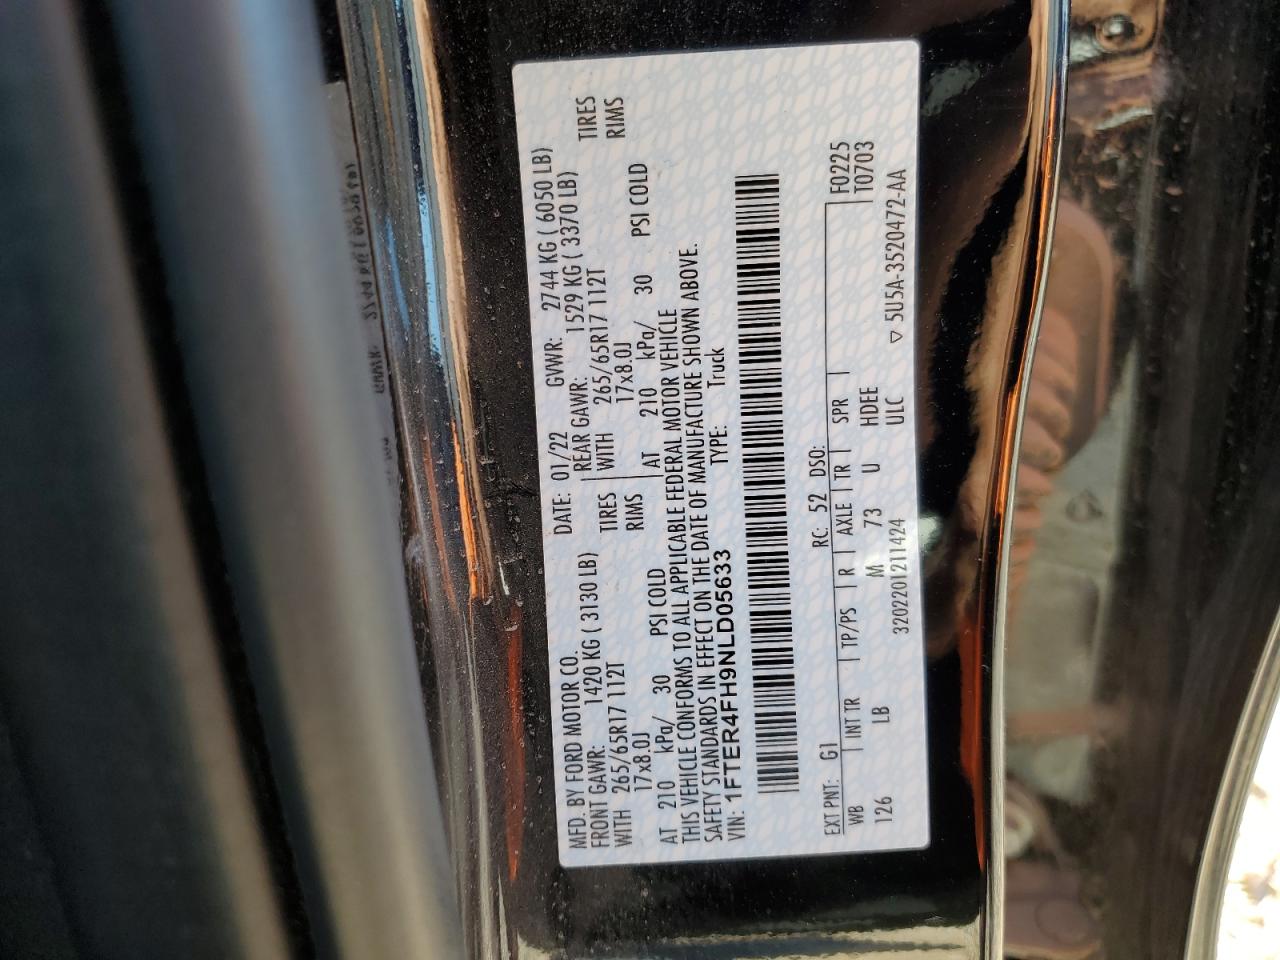 MFD. BY FORD MOTOR CO. DATE: 01/22 GVWR: 2744 KG ( 6050 LB)
FRONT GAWR: 1420 KG ( 3130 LB) REAR GAWR: 1529 KG ( 3370 LB)
WITH 265/65R17 112T TIRES WITH 265/65R17 112T TIRES
17x8.0J RIMS 17x8.0J RIMS
AT 210 kPa/ 30 PSI COLD AT 210 kPa/ 30 PSI COLD
THIS VEHICLE CONFORMS TO ALL APPLICABLE FEDERAL MOTOR VEHICLE
SAFETY STANDARDS IN EFFECT ON THE DATE OF MANUFACTURE SHOWN ABOVE.
VIN: 1FTER4FH9NLD05633 TYPE: Truck
EXT PNT: G1 RC: 52 DSO: F0225
WB INT TR TP/PS R AXLE TR SPR T0703
126 LB M 73 U HDEE
320220121 1424 ULC ▽ 5U5A-3520472-AA